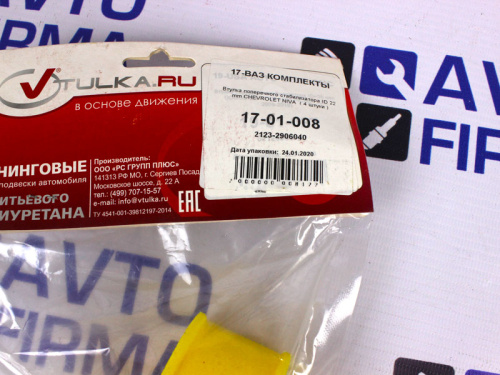 VTULKA.RU
в основе движения
17-ВАЗ КОМПЛЕКТЫ
Втулка поперечного стабилизатора ID 22
mm CHEVROLET NIVA ( 4 штуки )
17-01-008
2123-2906040
Дата упаковки: 24.01.2020
7000000008177
НИНГОВЫЕ
подвески автомобиля
ИТЬЕВОГО
ИУРЕТАНА
Производитель:
ООО «РС ГРУПП ПЛЮС»
141313 РФ МО, г. Сергиев Посад
Московское шоссе, д. 22 А
тел.: (499) 707-15-57
e-mail: info@vtulka.ru
ТУ 4541-001-39812197-2014
EAC
AVTO
FIRMA
AVTO
FIRMA
AVTO
FIRMA